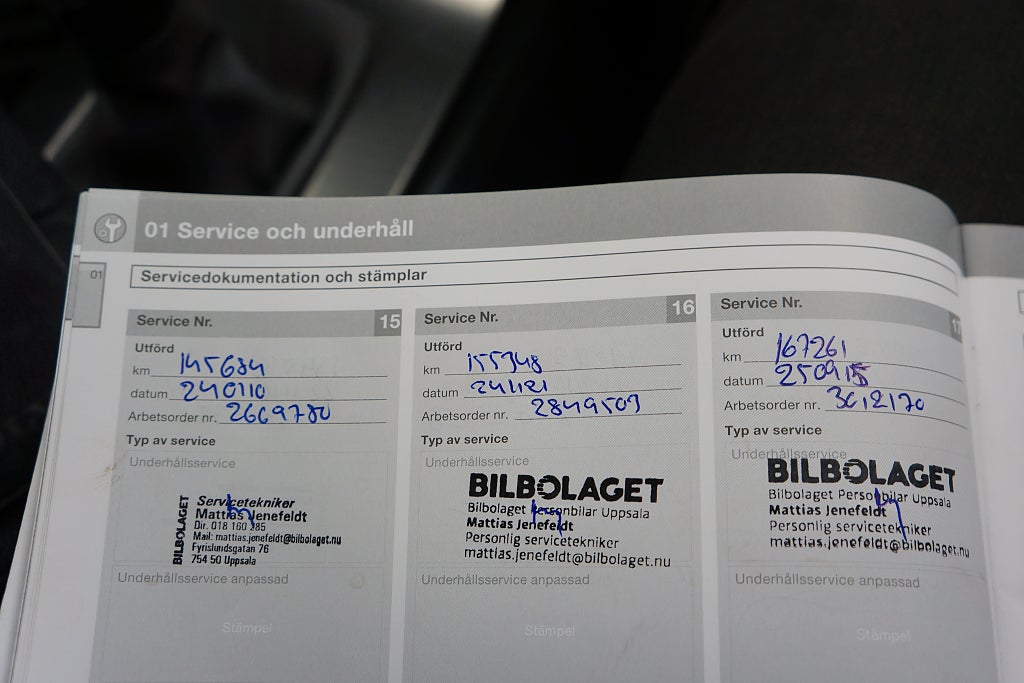 01 Service och underhåll
01
Servicedokumentation och stämplar
Service Nr. 15
Utförd
km 145684
datum 240110
Arbetsorder nr. 2669780
Typ av service
Underhållsservice
BILBOLAGET
Servicetekniker
Mattias Jenefeldt
Dir. 018 160 285
Mail: mattias.jenefeldt@bilbolaget.nu
Fyrislundsgatan 76
754 50 Uppsala
Underhållsservice anpassad
Stämpel
Service Nr. 16
Utförd
km 155348
datum 241121
Arbetsorder nr. 2849503
Typ av service
Underhållsservice
BILBOLAGET
Bilbolaget Personbilar Uppsala
Mattias Jenefeldt
Personlig servicetekniker
mattias.jenefeldt@bilbolaget.nu
Underhållsservice anpassad
Stämpel
Service Nr. 17
Utförd
km 167261
datum 250915
Arbetsorder nr. 3012170
Typ av service
Underhållsservice
BILBOLAGET
Bilbolaget Personbilar Uppsala
Mattias Jenefeldt
Personlig servicetekniker
mattias.jenefeldt@bilbolaget.nu
Underhållsservice anpassad
Stämpel